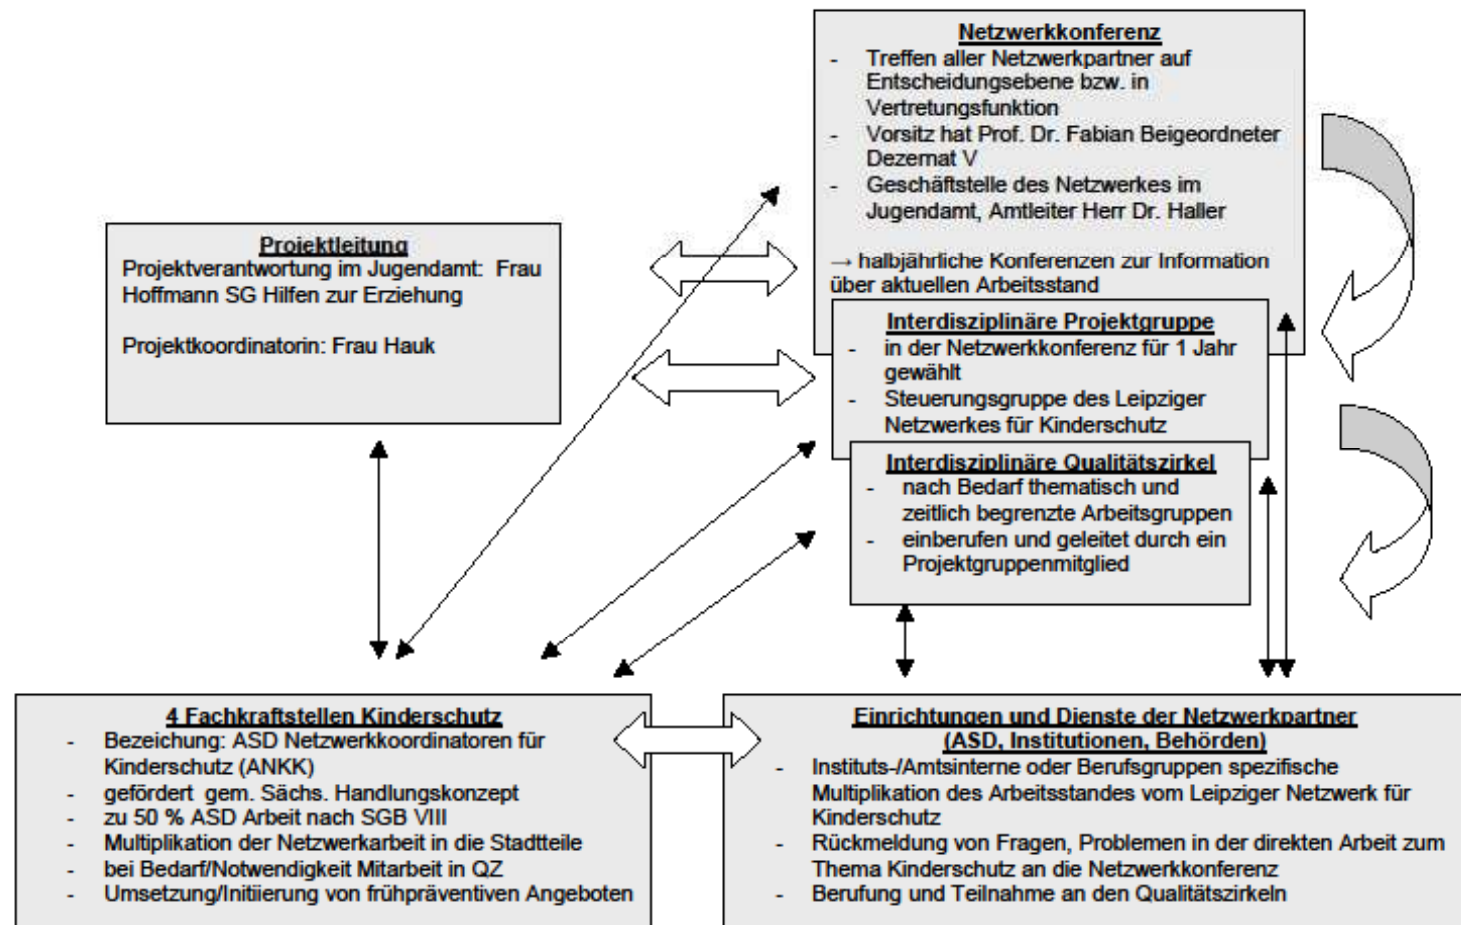 Netzwerkkonferenz
- Treffen aller Netzwerkpartner auf
Entscheidungsebene bzw. in
Vertretungsfunktion
- Vorsitz hat Prof. Dr. Fabian Beigeordneter
Dezernat V
- Geschäftstelle des Netzwerkes im
Jugendamt, Amtleiter Herr Dr. Haller
→ halbjährliche Konferenzen zur Information
über aktuellen Arbeitsstand
Projektleitung
Projektverantwortung im Jugendamt: Frau
Hoffmann SG Hilfen zur Erziehung
Projektkoordinatorin: Frau Hauk
Interdisziplinäre Projektgruppe
- in der Netzwerkkonferenz für 1 Jahr
gewählt
- Steuerungsgruppe des Leipziger
Netzwerkes für Kinderschutz
Interdisziplinäre Qualitätszirkel
- nach Bedarf thematisch und
zeitlich begrenzte Arbeitsgruppen
- einberufen und geleitet durch ein
Projektgruppenmitglied
4 Fachkraftstellen Kinderschutz
- Bezeichung: ASD Netzwerkkoordinatoren für
Kinderschutz (ANKK)
- gefördert gem. Sächs. Handlungskonzept
- zu 50 % ASD Arbeit nach SGB VIII
- Multiplikation der Netzwerkarbeit in die Stadtteile
- bei Bedarf/Notwendigkeit Mitarbeit in QZ
- Umsetzung/Initiierung von frühpräventiven Angeboten
Einrichtungen und Dienste der Netzwerkpartner
(ASD, Institutionen, Behörden)
- Instituts-/Amtsinterne oder Berufsgruppen spezifische
Multiplikation des Arbeitsstandes vom Leipziger Netzwerk für
Kinderschutz
- Rückmeldung von Fragen, Problemen in der direkten Arbeit zum
Thema Kinderschutz an die Netzwerkkonferenz
- Berufung und Teilnahme an den Qualitätszirkeln